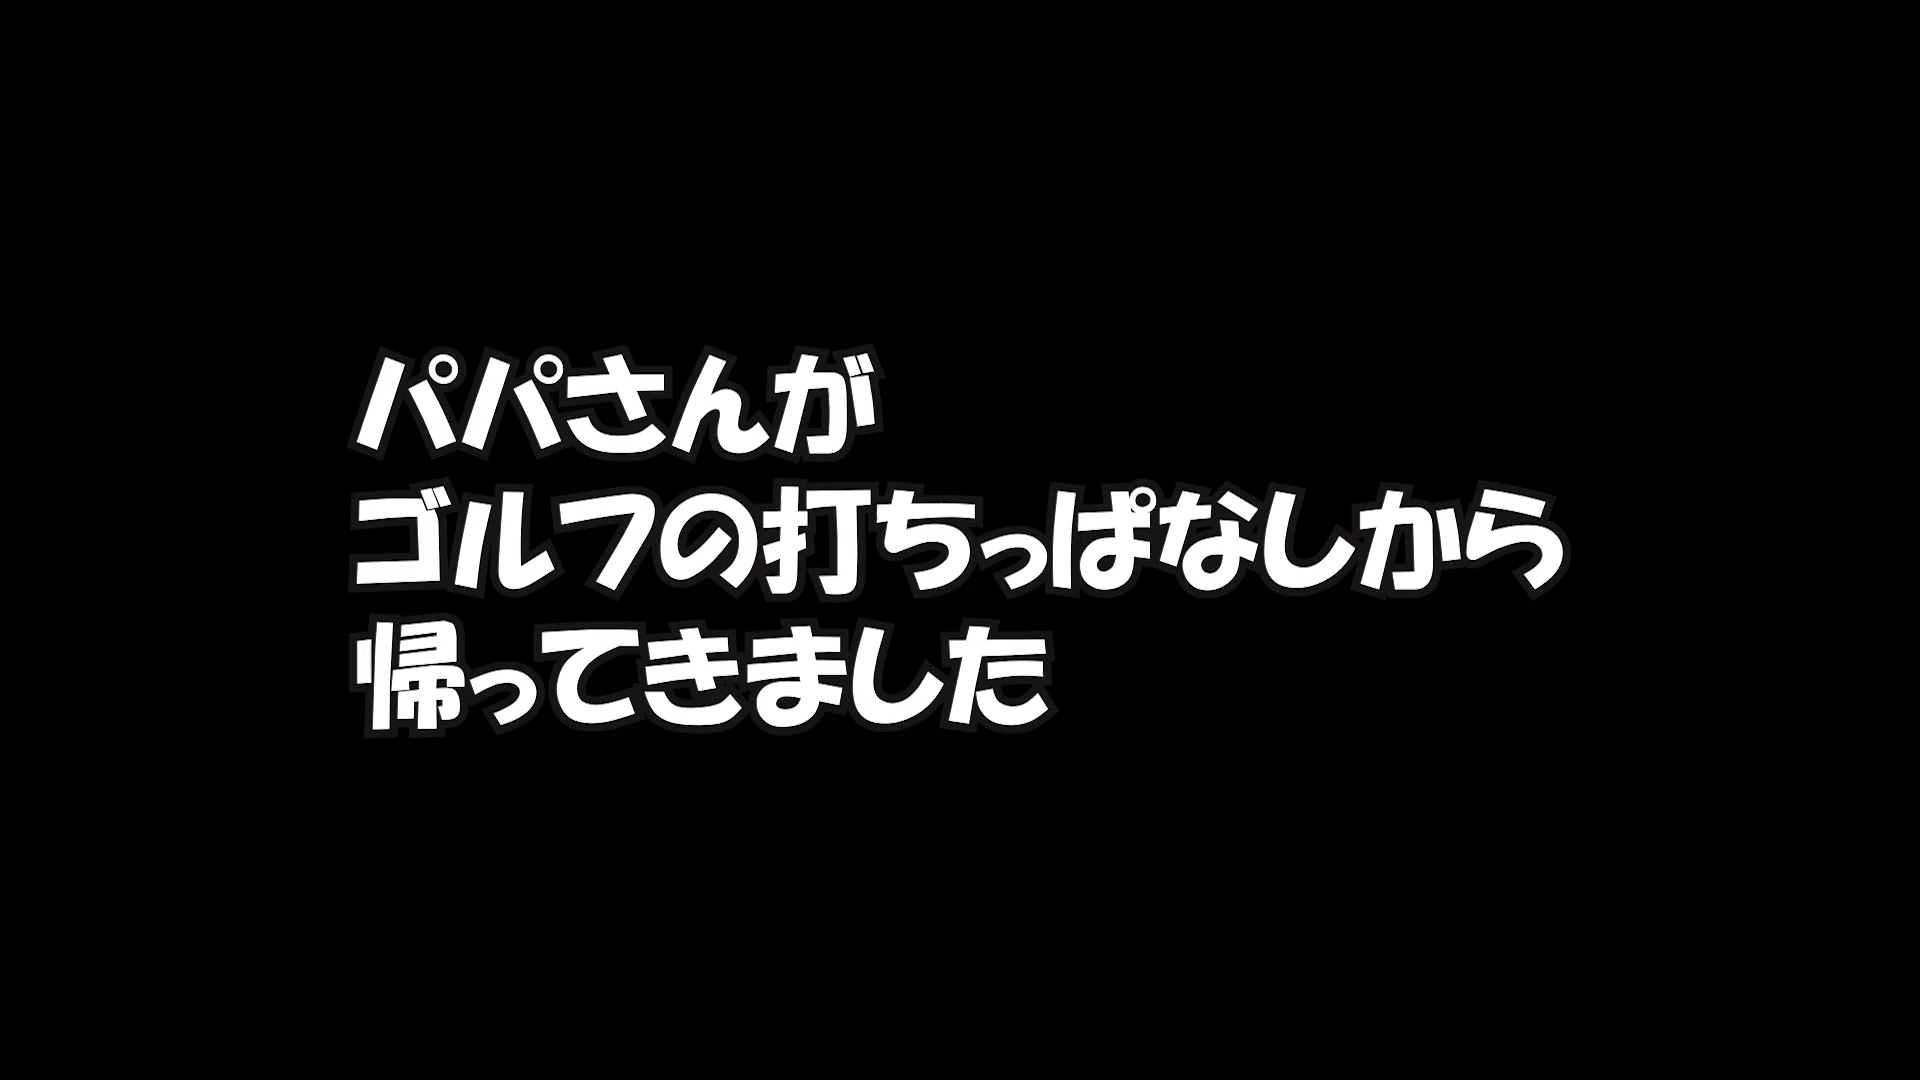 パパさんが
ゴルフの打ちっぱなしから
帰ってきました